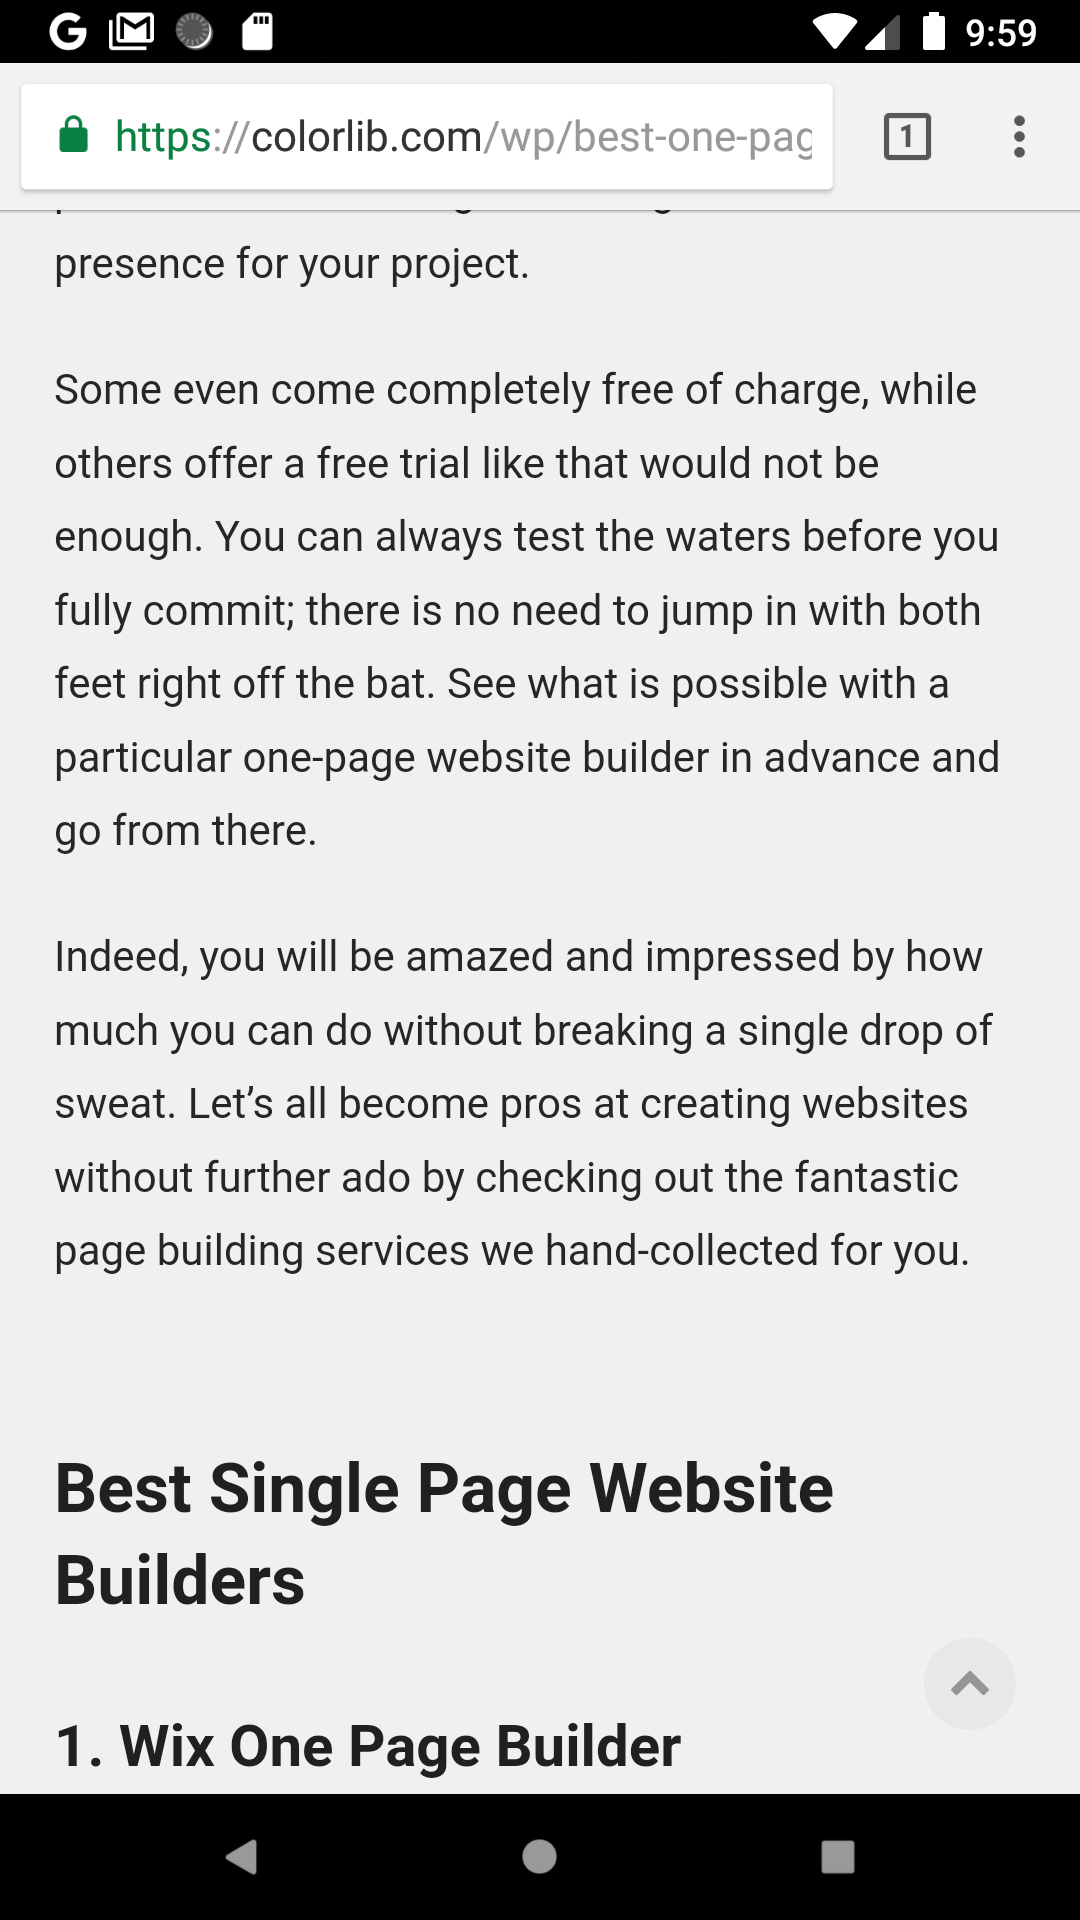 9:59
https://colorlib.com/wp/best-one-pag
1
presence for your project.
Some even come completely free of charge, while
others offer a free trial like that would not be
enough. You can always test the waters before you
fully commit; there is no need to jump in with both
feet right off the bat. See what is possible with a
particular one-page website builder in advance and
go from there.
Indeed, you will be amazed and impressed by how
much you can do without breaking a single drop of
sweat. Let’s all become pros at creating websites
without further ado by checking out the fantastic
page building services we hand-collected for you.
Best Single Page Website
Builders
1. Wix One Page Builder